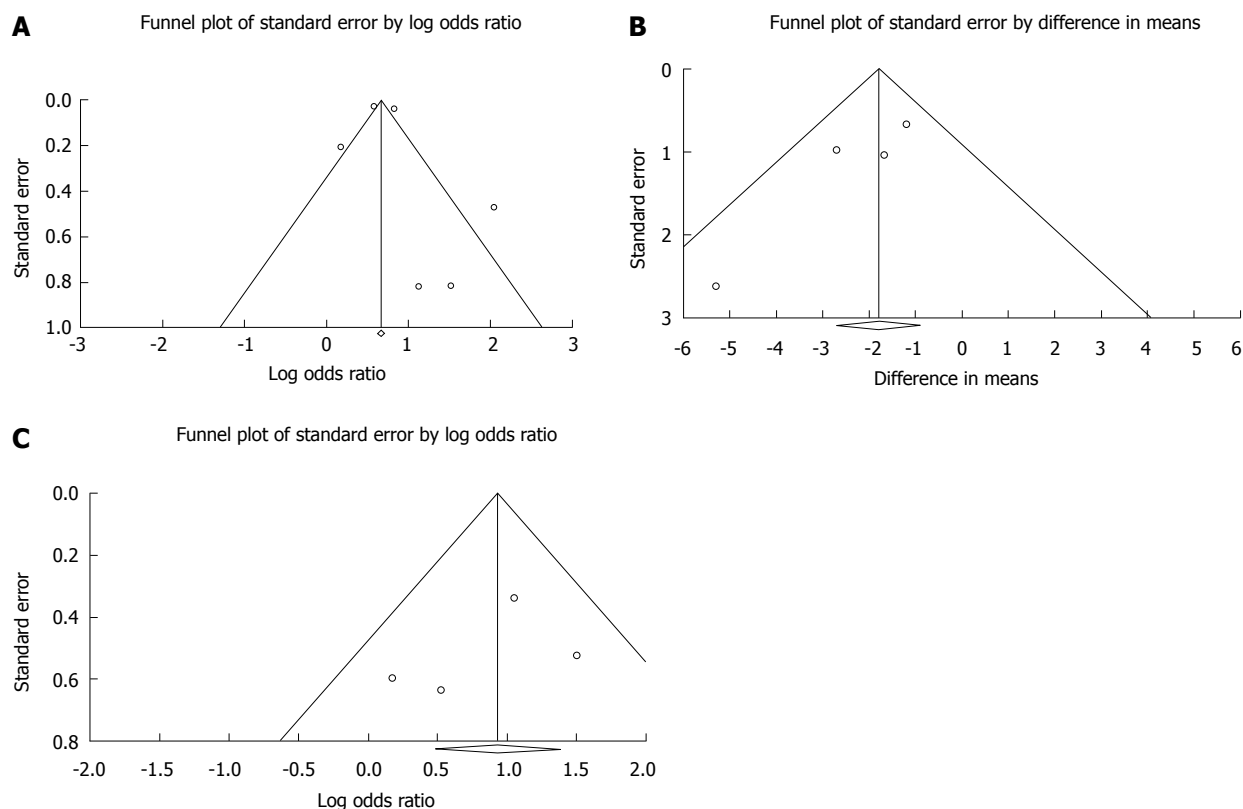 A
Funnel plot of standard error by log odds ratio
Standard error
0.0
0.2
0.4
0.6
0.8
1.0
-3 -2 -1 0 1 2 3
Log odds ratio
B
Funnel plot of standard error by difference in means
Standard error
0
1
2
3
-6 -5 -4 -3 -2 -1 0 1 2 3 4 5 6
Difference in means
C
Funnel plot of standard error by log odds ratio
Standard error
0.0
0.2
0.4
0.6
0.8
-2.0 -1.5 -1.0 -0.5 0.0 0.5 1.0 1.5 2.0
Log odds ratio